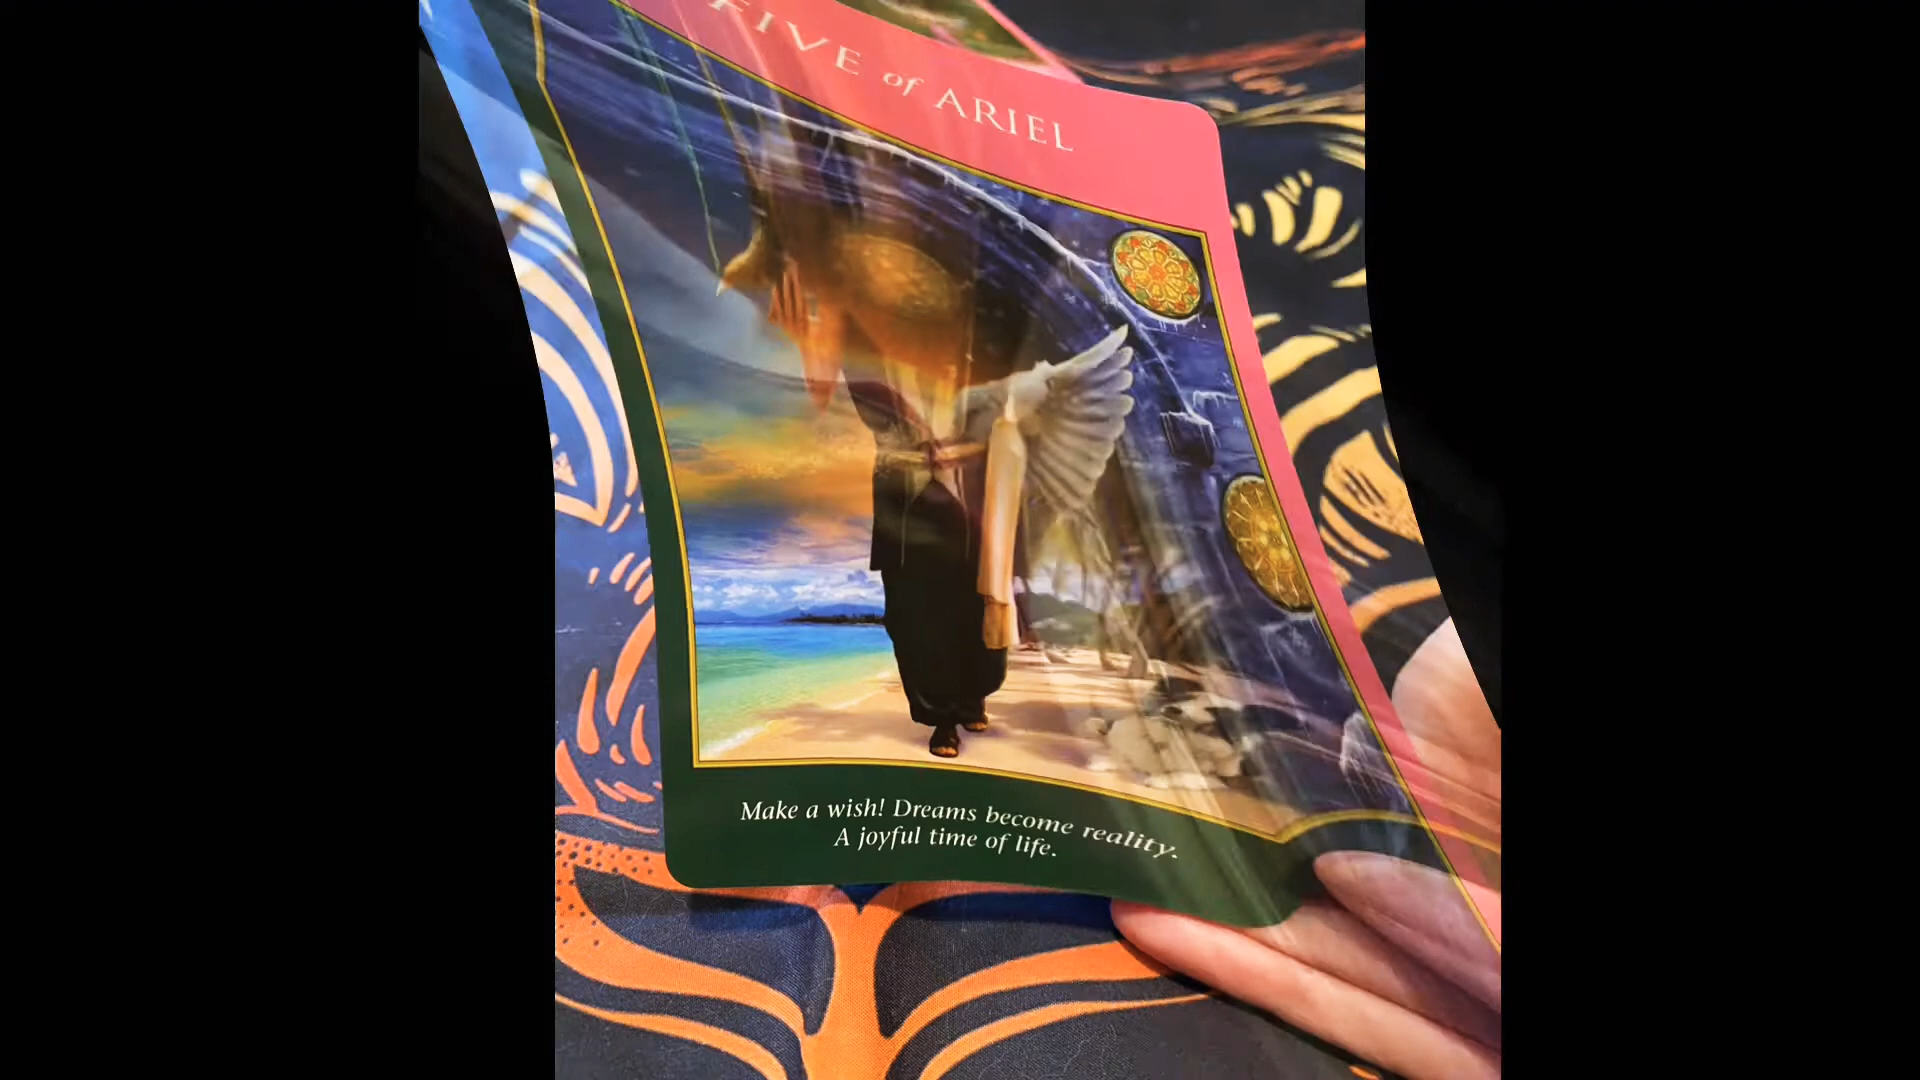 FIVE of ARIEL
Make a wish! Dreams become reality.
A joyful time of life.